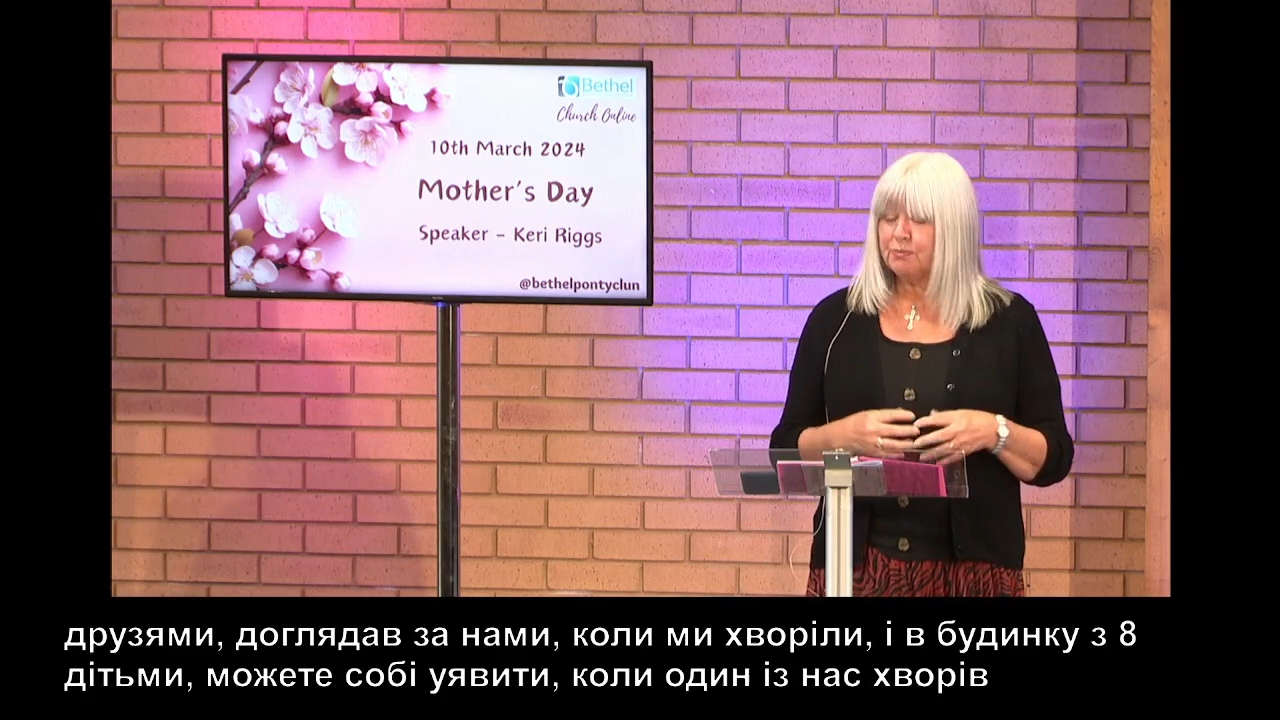 Bethel
Church Online
10th March 2024
Mother's Day
Speaker - Keri Riggs
@bethelpontyclun
друзями, доглядав за нами, коли ми хворіли, і в будинку з 8
дітьми, можете собі уявити, коли один із нас хворів